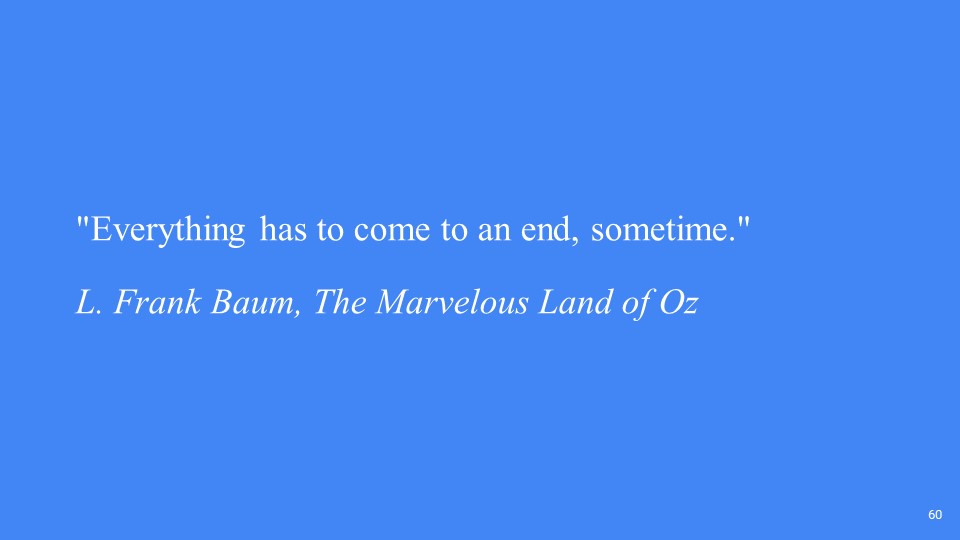 "Everything has to come to an end, sometime."
L. Frank Baum, The Marvelous Land of Oz
60